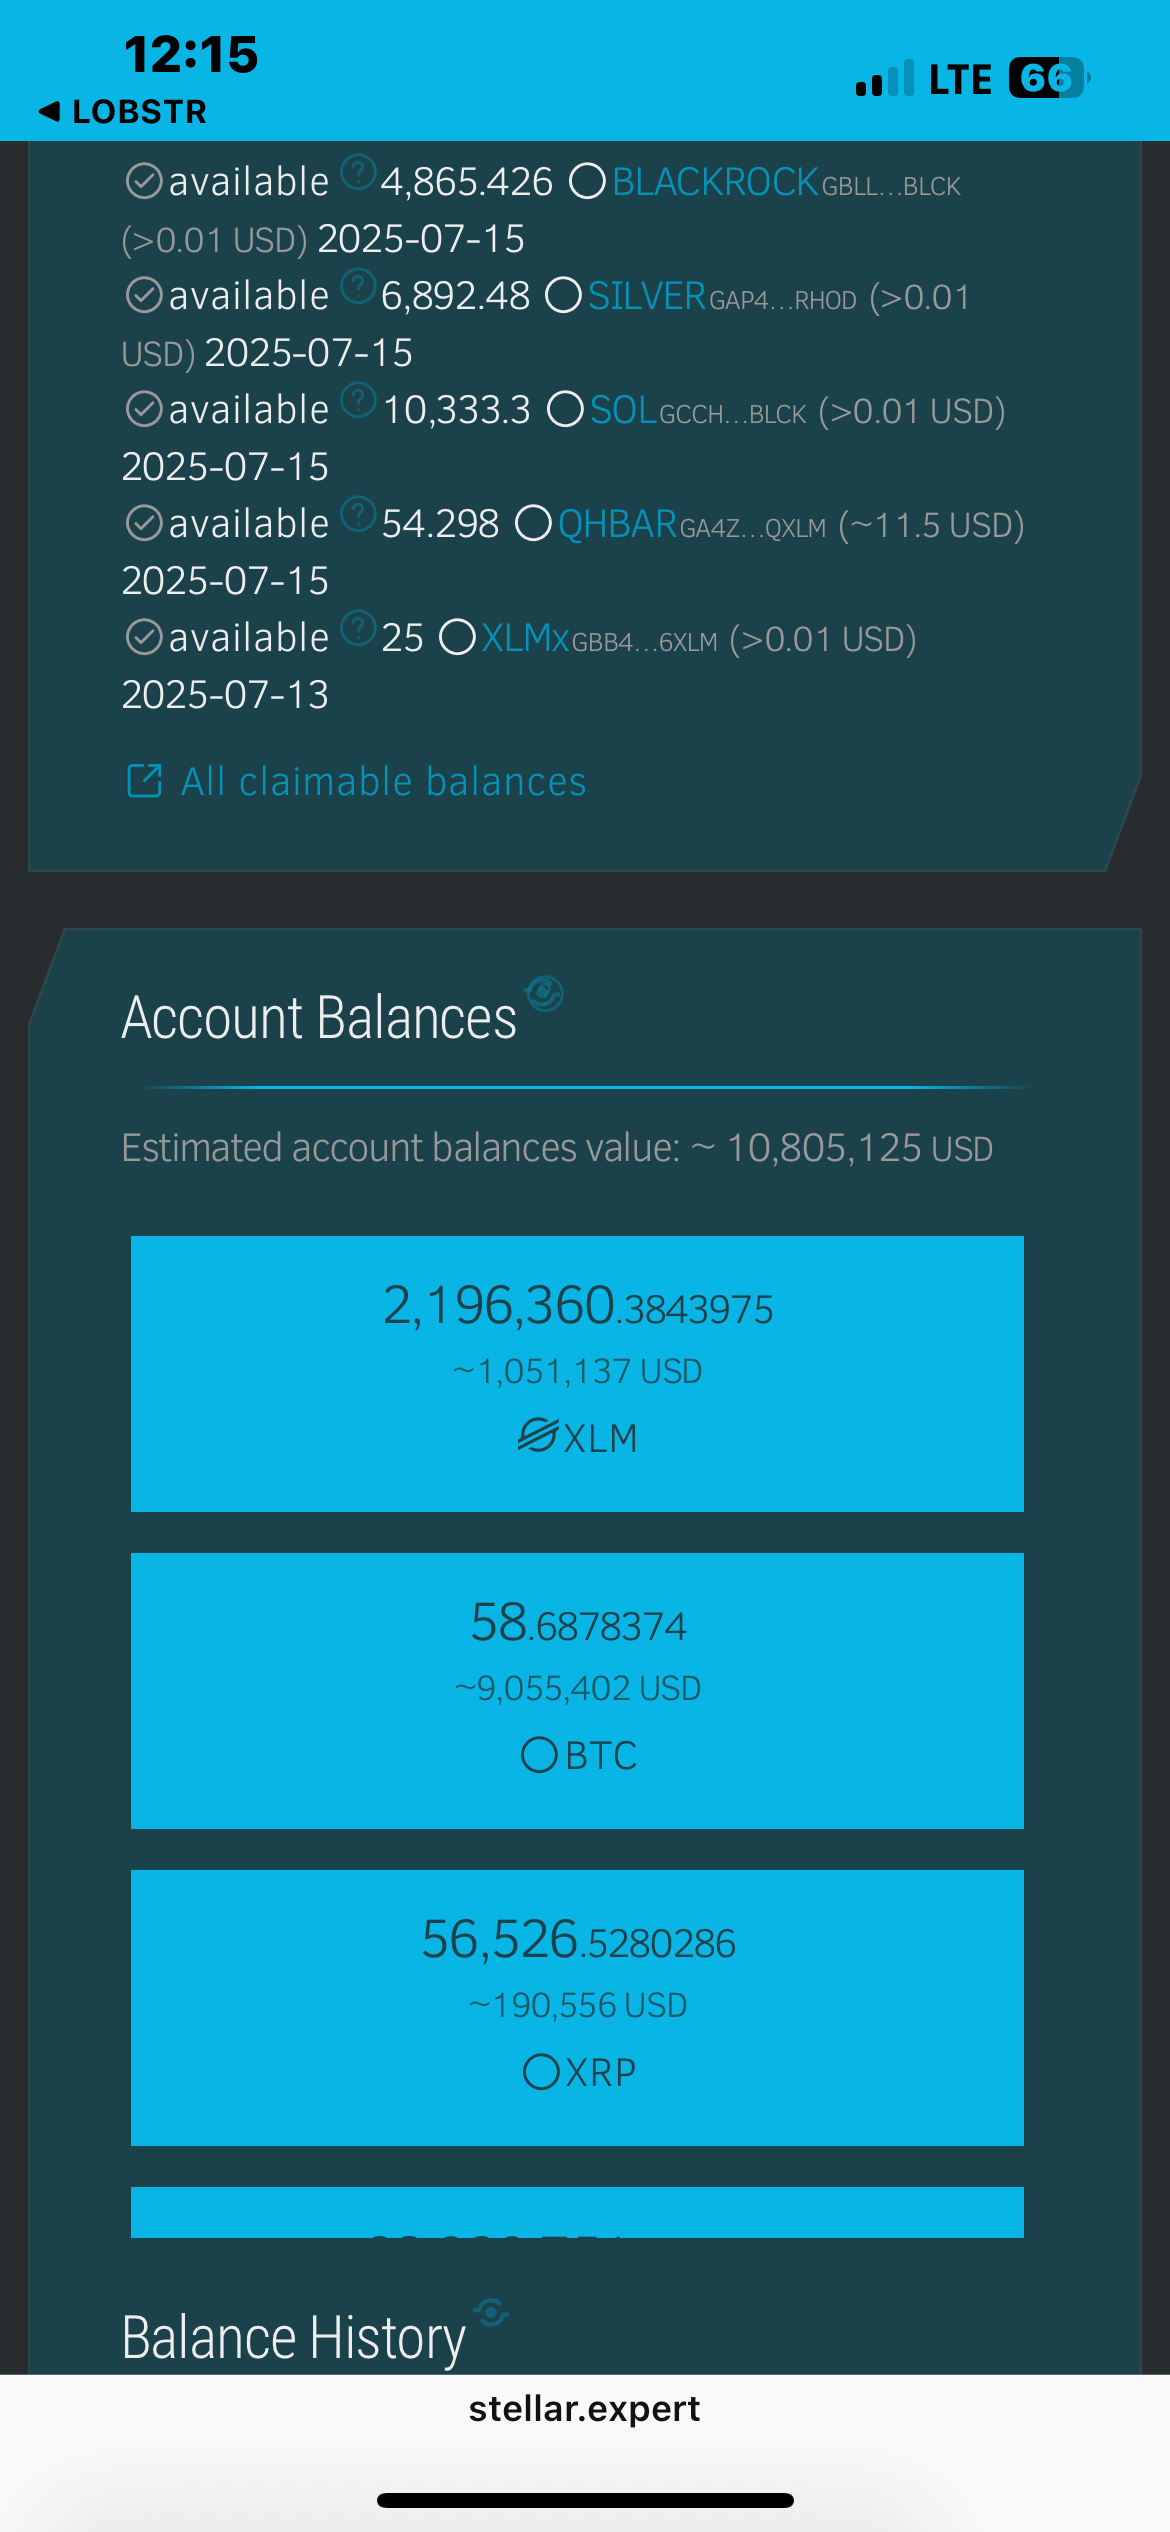 12:15
LTE 66
◀ LOBSTR
available ? 4,865.426 BLACKROCK GBLL…BLCK
(>0.01 USD) 2025-07-15
available ? 6,892.48 SILVER GAP4…RHOD (>0.01
USD) 2025-07-15
available ? 10,333.3 SOL GCCH…BLCK (>0.01 USD)
2025-07-15
available ? 54.298 QHBAR GA4Z…QXLM (~11.5 USD)
2025-07-15
available ? 25 XLMx GBB4…6XLM (>0.01 USD)
2025-07-13
All claimable balances
Account Balances
Estimated account balances value: ~ 10,805,125 USD
2,196,360.3843975
~1,051,137 USD
XLM
58.6878374
~9,055,402 USD
BTC
56,526.5280286
~190,556 USD
XRP
Balance History
stellar.expert